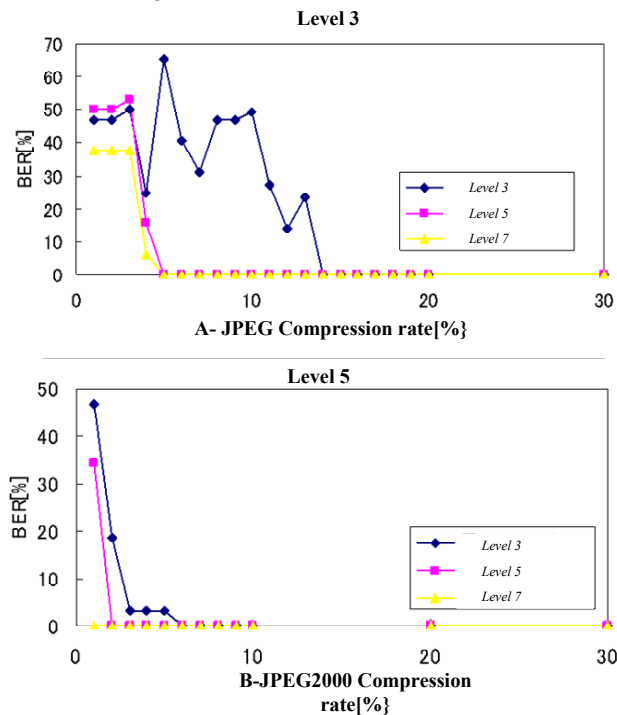 Level 3
70
60
50
40
30
20
10
0
BER[%]
Level 3
Level 5
Level 7
0 10 20 30
A- JPEG Compression rate[%}
Level 5
50
40
30
20
10
0
BER[%]
Level 3
Level 5
Level 7
0 10 20 30
B-JPEG2000 Compression
rate[%}